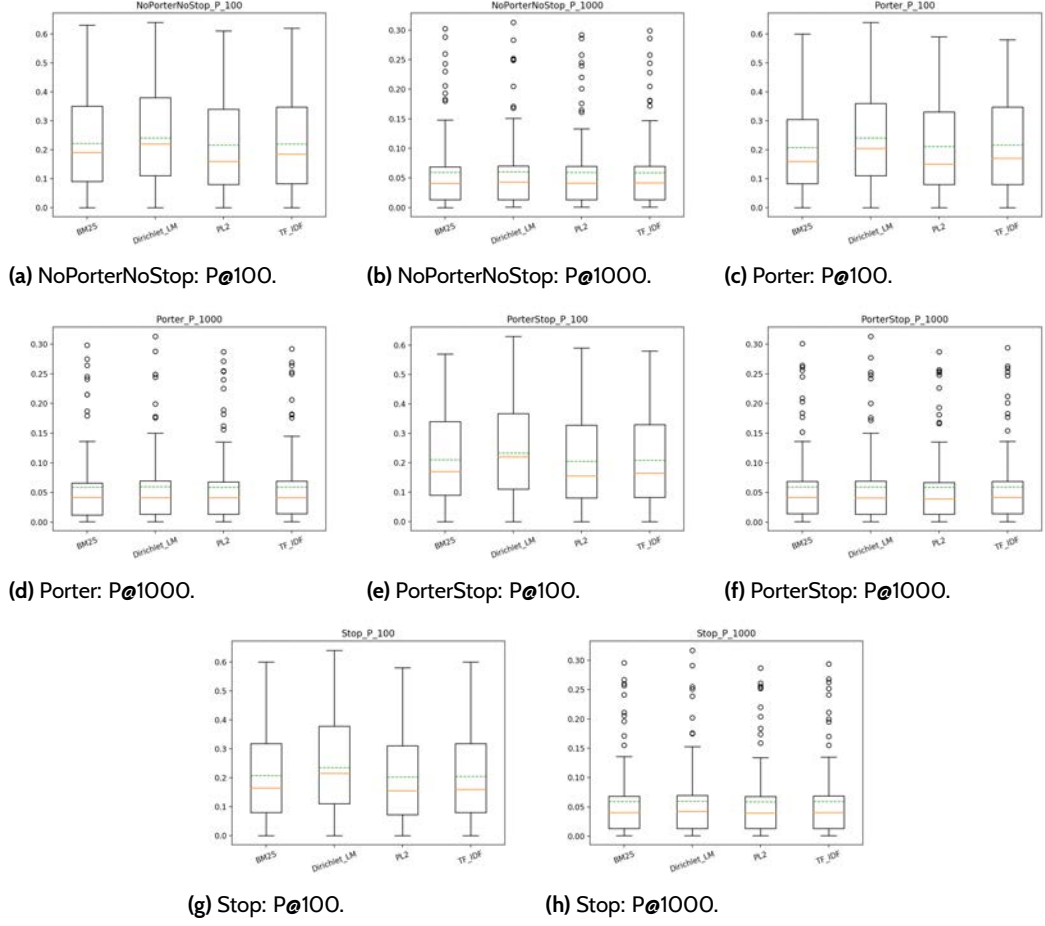 NoPorterNoStop_P_100
0.6
0.5
0.4
0.3
0.2
0.1
0.0
BM25 Dirichlet_LM PL2 TF_IDF
(a) NoPorterNoStop: P@100.
NoPorterNoStop_P_1000
0.30
0.25
0.20
0.15
0.10
0.05
0.00
BM25 Dirichlet_LM PL2 TF_IDF
(b) NoPorterNoStop: P@1000.
Porter_P_100
0.6
0.5
0.4
0.3
0.2
0.1
0.0
BM25 Dirichlet_LM PL2 TF_IDF
(c) Porter: P@100.
Porter_P_1000
0.30
0.25
0.20
0.15
0.10
0.05
0.00
BM25 Dirichlet_LM PL2 TF_IDF
(d) Porter: P@1000.
PorterStop_P_100
0.6
0.5
0.4
0.3
0.2
0.1
0.0
BM25 Dirichlet_LM PL2 TF_IDF
(e) PorterStop: P@100.
PorterStop_P_1000
0.30
0.25
0.20
0.15
0.10
0.05
0.00
BM25 Dirichlet_LM PL2 TF_IDF
(f) PorterStop: P@1000.
Stop_P_100
0.6
0.5
0.4
0.3
0.2
0.1
0.0
BM25 Dirichlet_LM PL2 TF_IDF
(g) Stop: P@100.
Stop_P_1000
0.30
0.25
0.20
0.15
0.10
0.05
0.00
BM25 Dirichlet_LM PL2 TF_IDF
(h) Stop: P@1000.